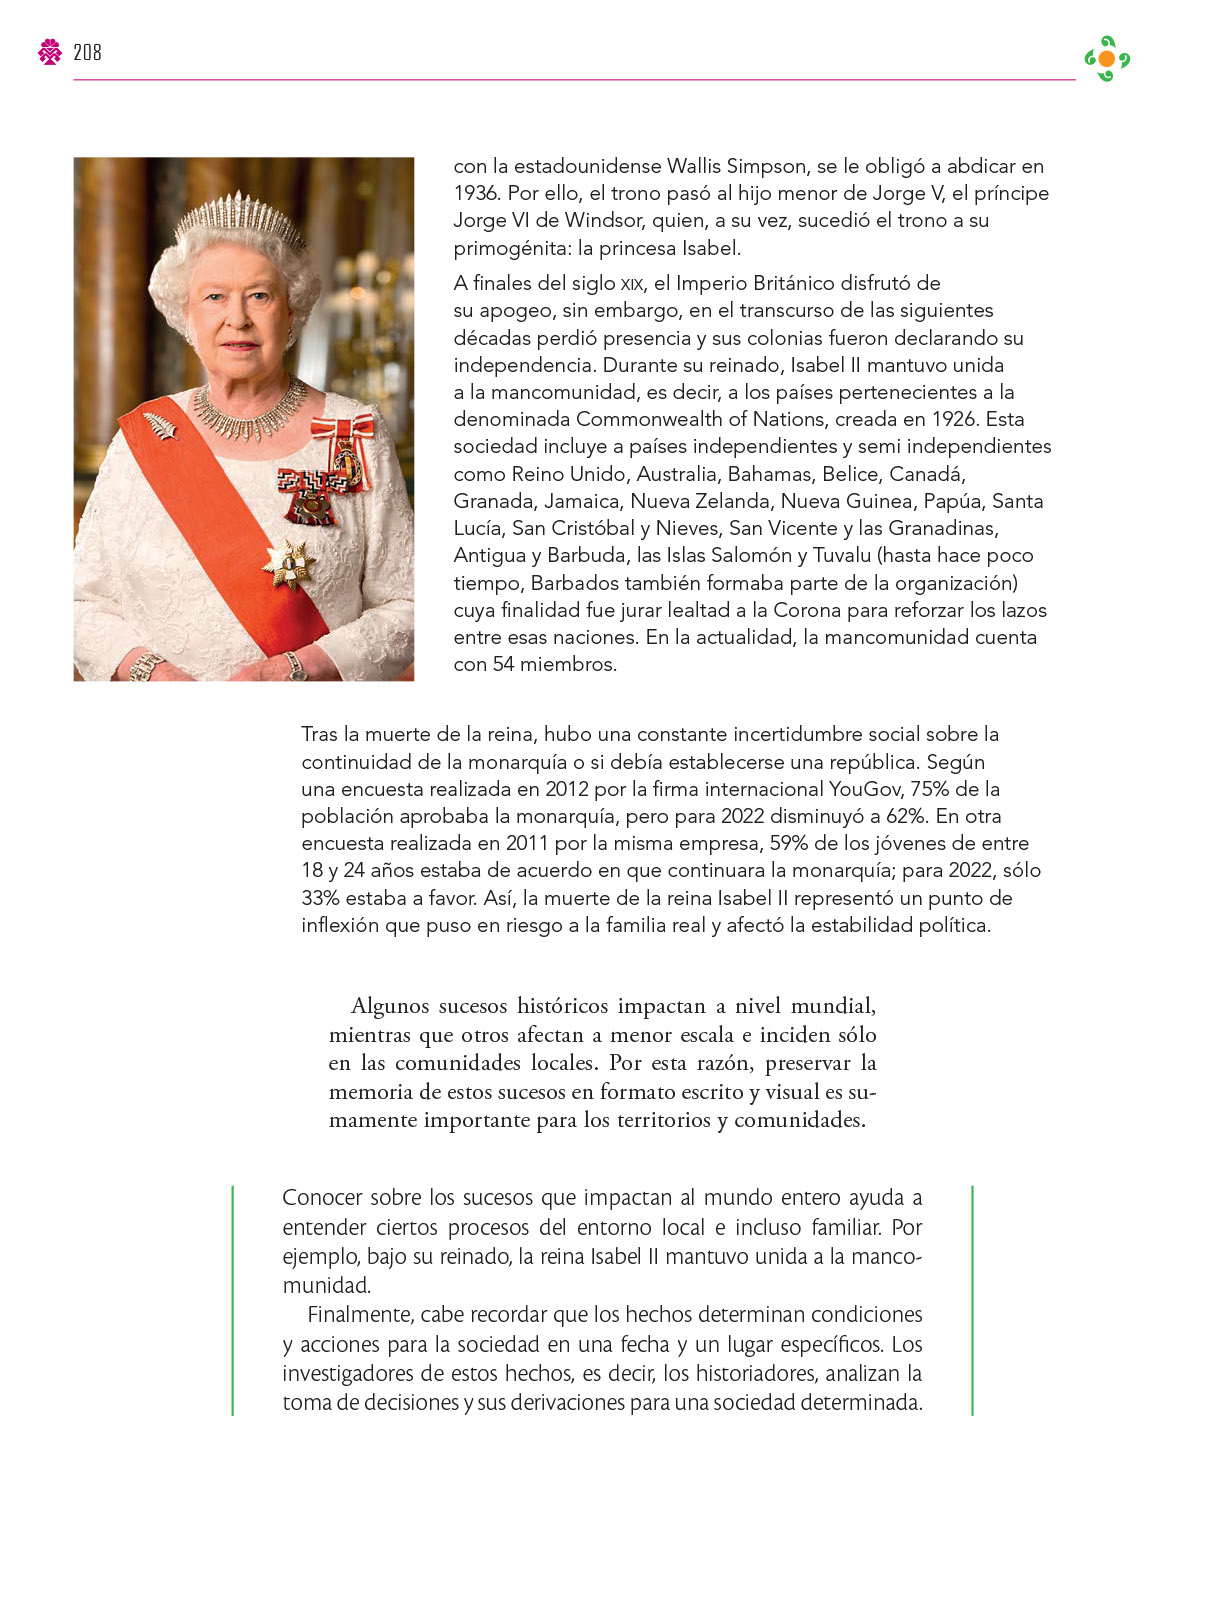 208
con la estadounidense Wallis Simpson, se le obligó a abdicar en
1936. Por ello, el trono pasó al hijo menor de Jorge V, el príncipe
Jorge VI de Windsor, quien, a su vez, sucedió el trono a su
primogénita: la princesa Isabel.
A finales del siglo XIX, el Imperio Británico disfrutó de
su apogeo, sin embargo, en el transcurso de las siguientes
décadas perdió presencia y sus colonias fueron declarando su
independencia. Durante su reinado, Isabel II mantuvo unida
a la mancomunidad, es decir, a los países pertenecientes a la
denominada Commonwealth of Nations, creada en 1926. Esta
sociedad incluye a países independientes y semi independientes
como Reino Unido, Australia, Bahamas, Belice, Canadá,
Granada, Jamaica, Nueva Zelanda, Nueva Guinea, Papúa, Santa
Lucía, San Cristóbal y Nieves, San Vicente y las Granadinas,
Antigua y Barbuda, las Islas Salomón y Tuvalu (hasta hace poco
tiempo, Barbados también formaba parte de la organización)
cuya finalidad fue jurar lealtad a la Corona para reforzar los lazos
entre esas naciones. En la actualidad, la mancomunidad cuenta
con 54 miembros.
Tras la muerte de la reina, hubo una constante incertidumbre social sobre la
continuidad de la monarquía o si debía establecerse una república. Según
una encuesta realizada en 2012 por la firma internacional YouGov, 75% de la
población aprobaba la monarquía, pero para 2022 disminuyó a 62%. En otra
encuesta realizada en 2011 por la misma empresa, 59% de los jóvenes de entre
18 y 24 años estaba de acuerdo en que continuara la monarquía; para 2022, sólo
33% estaba a favor. Así, la muerte de la reina Isabel II representó un punto de
inflexión que puso en riesgo a la familia real y afectó la estabilidad política.
Algunos sucesos históricos impactan a nivel mundial,
mientras que otros afectan a menor escala e inciden sólo
en las comunidades locales. Por esta razón, preservar la
memoria de estos sucesos en formato escrito y visual es su-
mamente importante para los territorios y comunidades.
Conocer sobre los sucesos que impactan al mundo entero ayuda a
entender ciertos procesos del entorno local e incluso familiar. Por
ejemplo, bajo su reinado, la reina Isabel II mantuvo unida a la manco-
munidad.
Finalmente, cabe recordar que los hechos determinan condiciones
y acciones para la sociedad en una fecha y un lugar específicos. Los
investigadores de estos hechos, es decir, los historiadores, analizan la
toma de decisiones y sus derivaciones para una sociedad determinada.